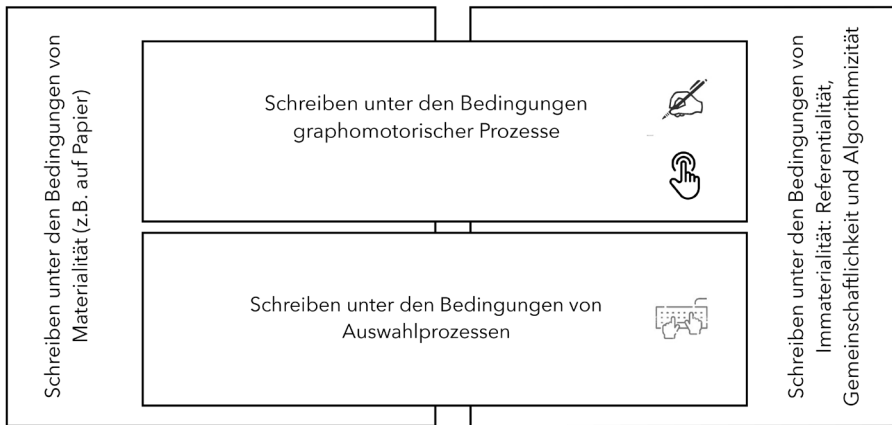 Schreiben unter den Bedingungen von
Materialität (z.B. auf Papier)
Schreiben unter den Bedingungen
graphomotorischer Prozesse
Schreiben unter den Bedingungen von
Auswahlprozessen
Schreiben unter den Bedingungen von
Immaterialität: Referentialität,
Gemeinschaftlichkeit und Algorithmizität